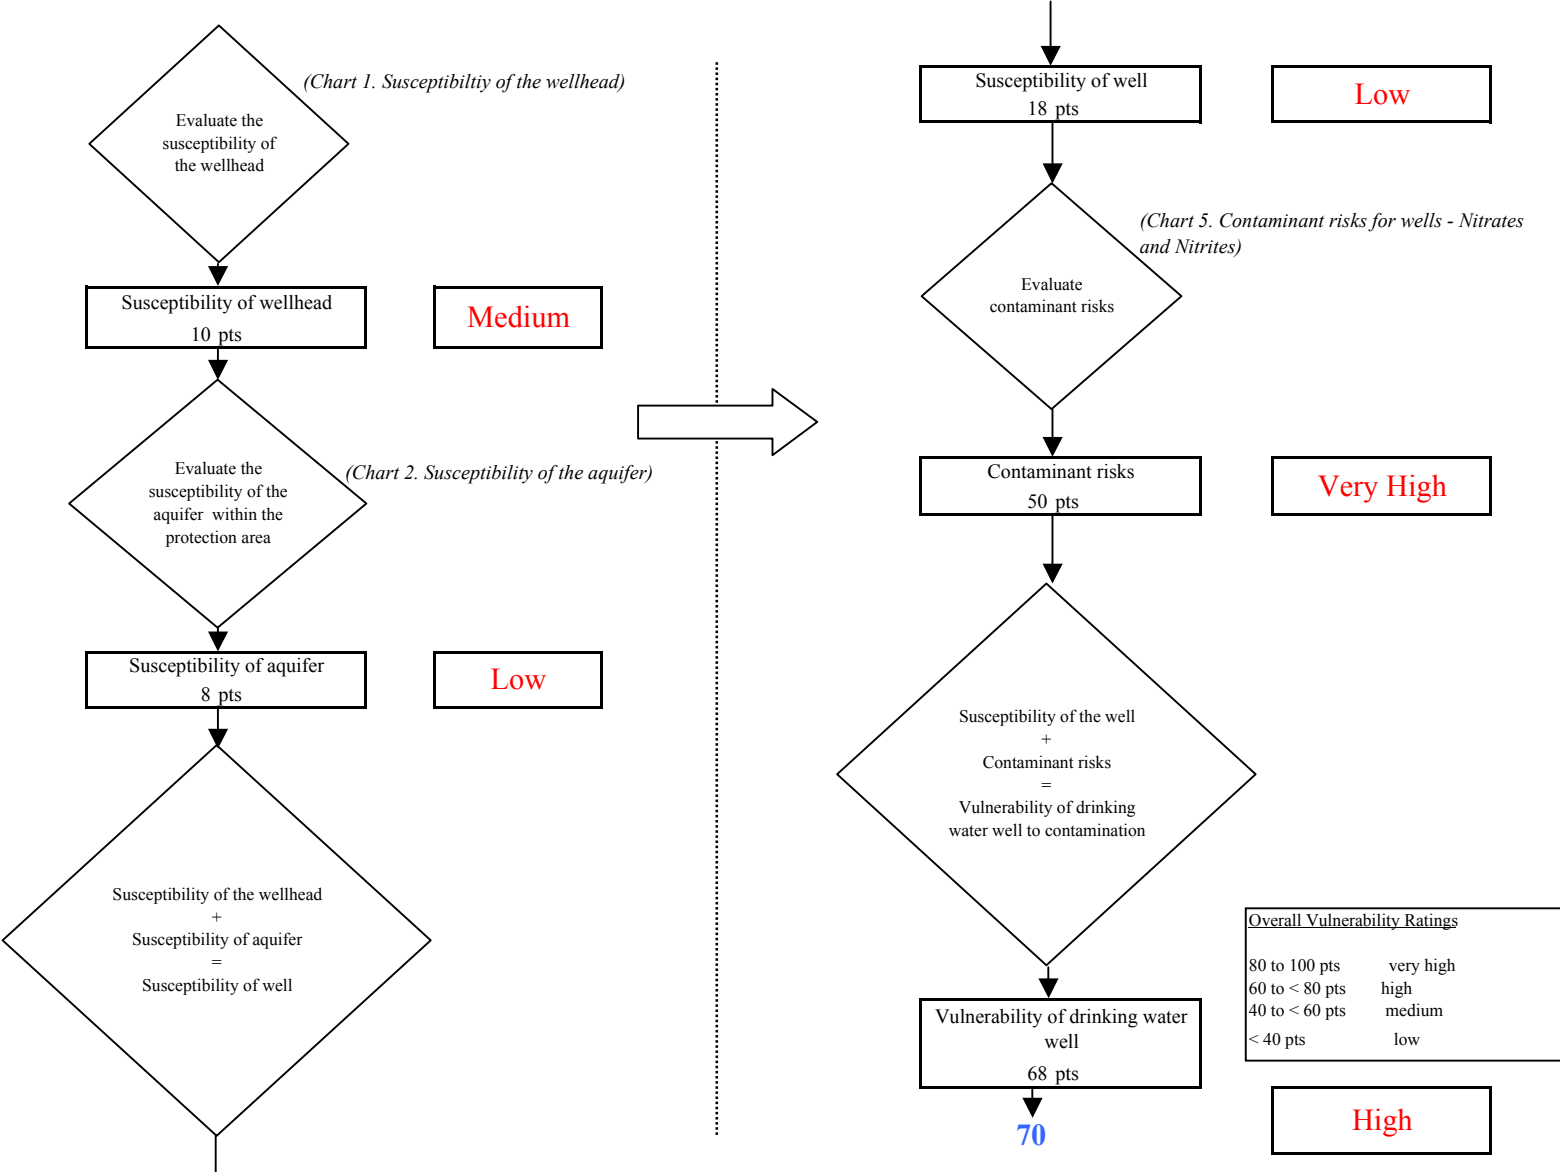 (Chart 1. Susceptibiltiy of the wellhead)
Evaluate the
susceptibility of
the wellhead
Susceptibility of wellhead
10 pts
Medium
(Chart 2. Susceptibility of the aquifer)
Evaluate the
susceptibility of the
aquifer within the
protection area
Susceptibility of aquifer
8 pts
Low
Susceptibility of the wellhead
+
Susceptibility of aquifer
=
Susceptibility of well
Susceptibility of well
18 pts
Low
(Chart 5. Contaminant risks for wells - Nitrates
and Nitrites)
Evaluate
contaminant risks
Contaminant risks
50 pts
Very High
Susceptibility of the well
+
Contaminant risks
=
Vulnerability of drinking
water well to contamination
Overall Vulnerability Ratings
80 to 100 pts very high
60 to < 80 pts high
40 to < 60 pts medium
< 40 pts low
Vulnerability of drinking water
well
68 pts
70
High